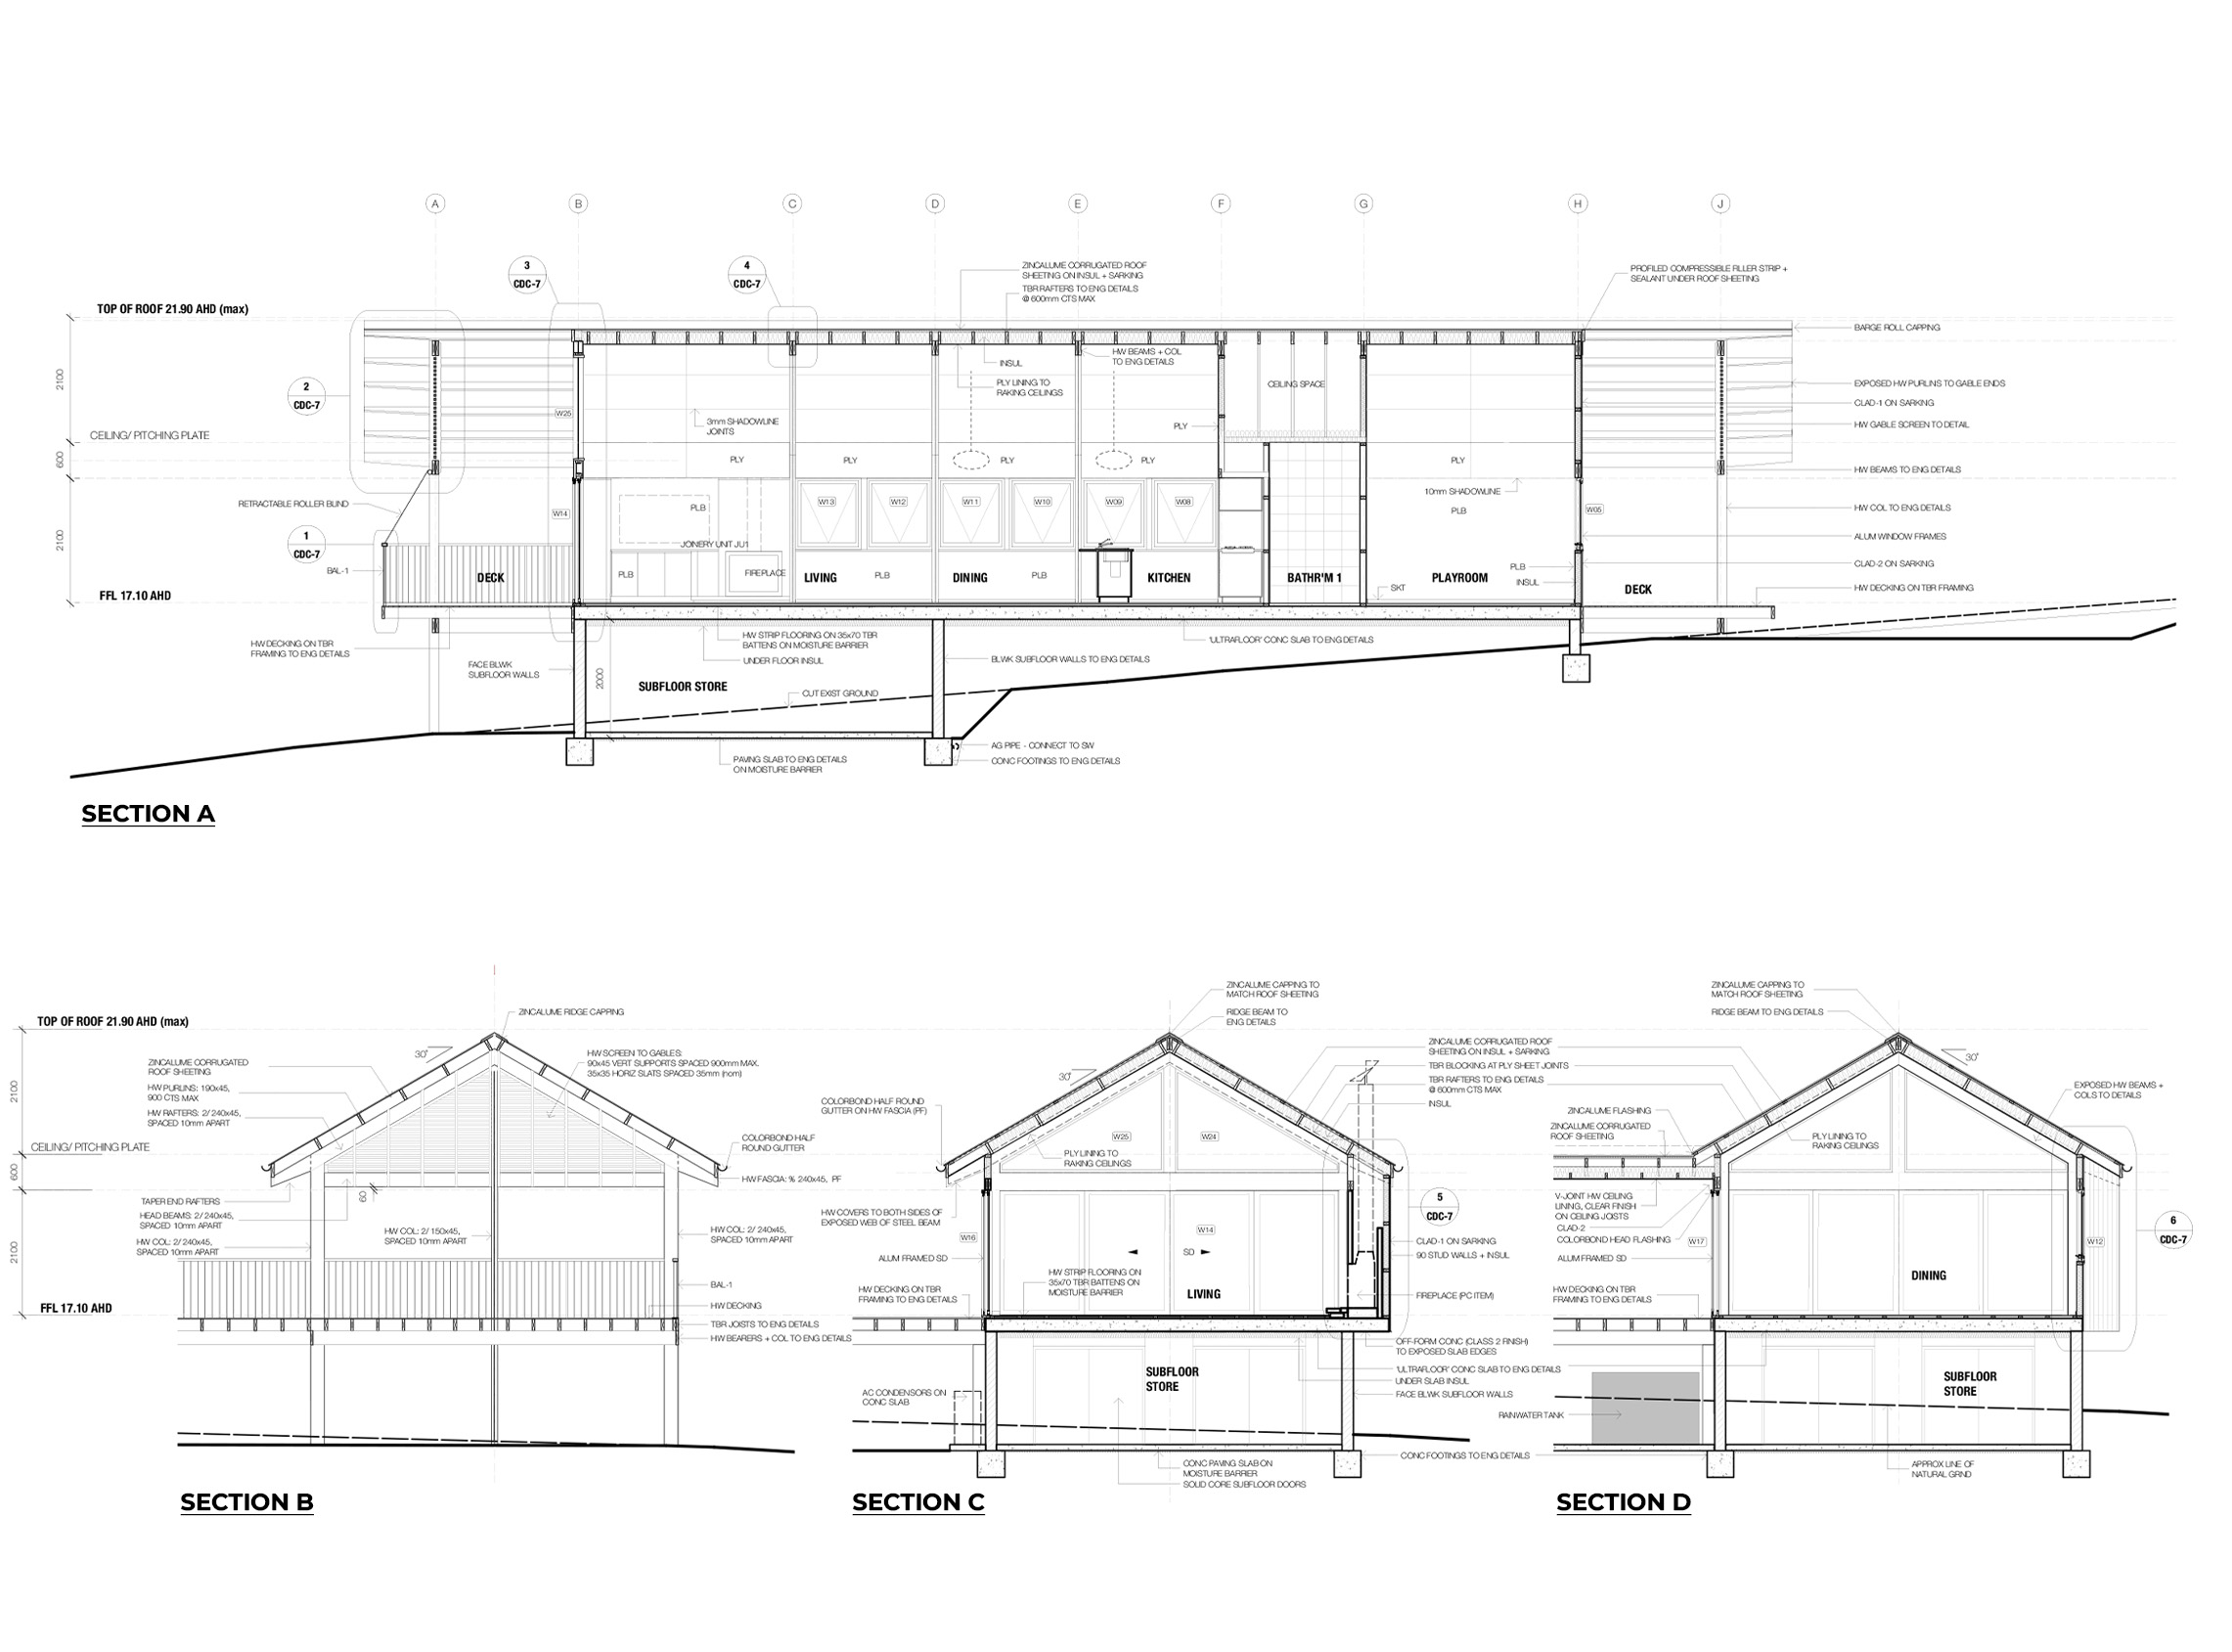 A
B
C
D
E
F
G
H
J
3
CDC-7
4
CDC-7
ZINCALUME CORRUGATED ROOF
SHEETING ON INSUL + SARKING
TBR RAFTERS TO ENG DETAILS
@ 600mm CTS MAX
PROFILED COMPRESSIBLE FILLER STRIP +
SEALANT UNDER ROOF SHEETING
TOP OF ROOF 21.90 AHD (max)
BARGE ROLL CAPPING
HW BEAMS + COL
TO ENG DETAILS
INSUL
2100
2
CDC-7
PLY LINING TO
RAKING CEILINGS
CEILING SPACE
EXPOSED HW PURLINS TO GABLE ENDS
CLAD-1 ON SARKING
W25
3mm SHADOWLINE
JOINTS
PLY
HW GABLE SCREEN TO DETAIL
CEILING/ PITCHING PLATE
600
PLY
PLY
PLY
PLY
PLY
HW BEAMS TO ENG DETAILS
10mm SHADOWLINE
RETRACTABLE ROLLER BLIND
W14
PLB
W13
W12
W11
W10
W09
W08
PLB
W05
HW COL TO ENG DETAILS
1
CDC-7
2100
JOINERY UNIT JU1
ALUM WINDOW FRAMES
BAL-1
DECK
PLB
FIREPLACE
LIVING
PLB
DINING
PLB
KITCHEN
BATHR'M 1
PLAYROOM
PLB
INSUL
CLAD-2 ON SARKING
SKT
DECK
HW DECKING ON TBR FRAMING
FFL 17.10 AHD
HW DECKING ON TBR
FRAMING TO ENG DETAILS
HW STRIP FLOORING ON 35x70 TBR
BATTENS ON MOISTURE BARRIER
UNDER FLOOR INSUL
'ULTRAFLOOR' CONC SLAB TO ENG DETAILS
FACE BLWK
SUBFLOOR WALLS
BLWK SUBFLOOR WALLS TO ENG DETAILS
2000
SUBFLOOR STORE
CUT EXIST GROUND
AG PIPE - CONNECT TO SW
PAVING SLAB TO ENG DETAILS
ON MOISTURE BARRIER
CONC FOOTINGS TO ENG DETAILS
SECTION A
TOP OF ROOF 21.90 AHD (max)
ZINCALUME RIDGE CAPPING
30°
HW SCREEN TO GABLES:
90x45 VERT SUPPORTS SPACED 900mm MAX.
35x35 HORIZ SLATS SPACED 35mm (nom)
ZINCALUME CORRUGATED
ROOF SHEETING
2100
HW PURLINS: 190x45,
900 CTS MAX
HW RAFTERS: 2/ 240x45,
SPACED 10mm APART
CEILING/ PITCHING PLATE
COLORBOND HALF
ROUND GUTTER
600
60
HW FASCIA: % 240x45, PF
TAPER END RAFTERS
HEAD BEAMS: 2/ 240x45,
SPACED 10mm APART
HW COL: 2/ 240x45,
SPACED 10mm APART
HW COL: 2/ 150x45,
SPACED 10mm APART
HW COL: 2/ 240x45,
SPACED 10mm APART
2100
BAL-1
HW DECKING
FFL 17.10 AHD
TBR JOISTS TO ENG DETAILS
HW BEARERS + COL TO ENG DETAILS
SECTION B
ZINCALUME CAPPING TO
MATCH ROOF SHEETING
RIDGE BEAM TO
ENG DETAILS
ZINCALUME CORRUGATED ROOF
SHEETING ON INSUL + SARKING
TBR BLOCKING AT PLY SHEET JOINTS
TBR RAFTERS TO ENG DETAILS
@ 600mm CTS MAX
INSUL
30°
COLORBOND HALF ROUND
GUTTER ON HW FASCIA (PF)
W25
W24
PLY LINING TO
RAKING CEILINGS
HW COVERS TO BOTH SIDES OF
EXPOSED WEB OF STEEL BEAM
5
CDC-7
W16
W14
SD
ALUM FRAMED SD
CLAD-1 ON SARKING
90 STUD WALLS + INSUL
HW STRIP FLOORING ON
35x70 TBR BATTENS ON
MOISTURE BARRIER
HW DECKING ON TBR
FRAMING TO ENG DETAILS
LIVING
FIREPLACE (PC ITEM)
OFF-FORM CONC (CLASS 2 FINISH)
TO EXPOSED SLAB EDGES
'ULTRAFLOOR' CONC SLAB TO ENG DETAILS
UNDER SLAB INSUL
FACE BLWK SUBFLOOR WALLS
SUBFLOOR
STORE
AC CONDENSORS ON
CONC SLAB
CONC FOOTINGS TO ENG DETAILS
CONC PAVING SLAB ON
MOISTURE BARRIER
SOLID CORE SUBFLOOR DOORS
SECTION C
ZINCALUME CAPPING TO
MATCH ROOF SHEETING
RIDGE BEAM TO ENG DETAILS
30°
EXPOSED HW BEAMS +
COLS TO DETAILS
ZINCALUME FLASHING
ZINCALUME CORRUGATED
ROOF SHEETING
PLY LINING TO
RAKING CEILINGS
V-JOINT HW CEILING
LINING, CLEAR FINISH
ON CEILING JOISTS
CLAD-2
COLORBOND HEAD FLASHING
W17
W12
6
CDC-7
ALUM FRAMED SD
DINING
HW DECKING ON TBR
FRAMING TO ENG DETAILS
SUBFLOOR
STORE
RAINWATER TANK
APPROX LINE OF
NATURAL GRND
SECTION D